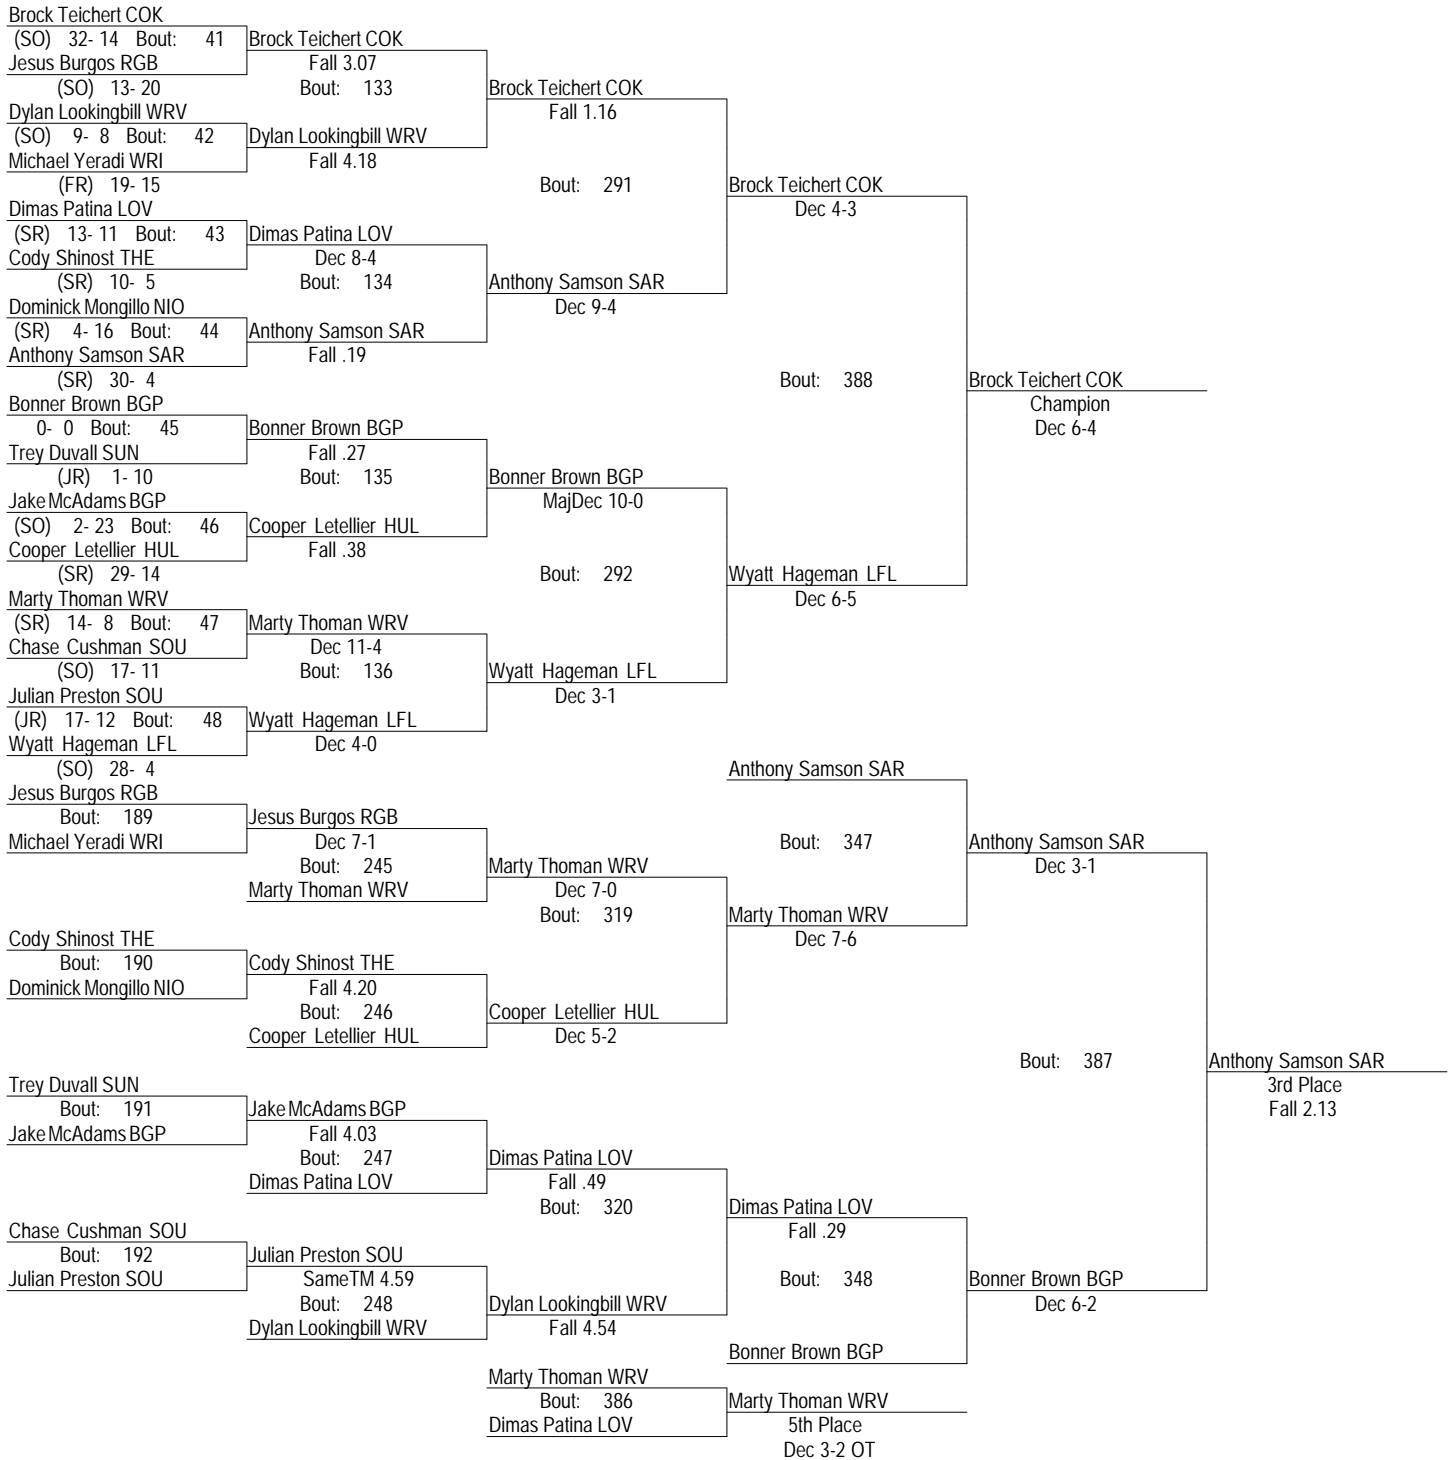 Brock Teichert COK
(SO) 32- 14 Bout: 41 Brock Teichert COK
Jesus Burgos RGB Fall 3.07
(SO) 13- 20 Bout: 133 Brock Teichert COK
Dylan Lookingbill WRV Fall 1.16
(SO) 9- 8 Bout: 42 Dylan Lookingbill WRV
Michael Yeradi WRI Fall 4.18
(FR) 19- 15 Bout: 291 Brock Teichert COK
Dimas Patina LOV Dec 4-3
(SR) 13- 11 Bout: 43 Dimas Patina LOV
Cody Shinost THE Dec 8-4
(SR) 10- 5 Bout: 134 Anthony Samson SAR
Dominick Mongillo NIO Dec 9-4
(SR) 4- 16 Bout: 44 Anthony Samson SAR
Anthony Samson SAR Fall .19
(SR) 30- 4 Bout: 388 Brock Teichert COK
Bonner Brown BGP Champion
0- 0 Bout: 45 Bonner Brown BGP Dec 6-4
Trey Duvall SUN Fall .27
(JR) 1- 10 Bout: 135 Bonner Brown BGP
Jake McAdams BGP MajDec 10-0
(SO) 2- 23 Bout: 46 Cooper Letellier HUL
Cooper Letellier HUL Fall .38
(SR) 29- 14 Bout: 292 Wyatt Hageman LFL
Marty Thoman WRV Dec 6-5
(SR) 14- 8 Bout: 47 Marty Thoman WRV
Chase Cushman SOU Dec 11-4
(SO) 17- 11 Bout: 136 Wyatt Hageman LFL
Julian Preston SOU Dec 3-1
(JR) 17- 12 Bout: 48 Wyatt Hageman LFL
Wyatt Hageman LFL Dec 4-0
(SO) 28- 4 Anthony Samson SAR
Jesus Burgos RGB
Bout: 189 Jesus Burgos RGB
Michael Yeradi WRI Dec 7-1 Bout: 347 Anthony Samson SAR
Bout: 245 Marty Thoman WRV Dec 3-1
Marty Thoman WRV Dec 7-0
Bout: 319 Marty Thoman WRV
Cody Shinost THE Dec 7-6
Bout: 190 Cody Shinost THE
Dominick Mongillo NIO Fall 4.20
Bout: 246 Cooper Letellier HUL
Cooper Letellier HUL Dec 5-2
Bout: 387 Anthony Samson SAR
Trey Duvall SUN 3rd Place
Bout: 191 Jake McAdams BGP Fall 2.13
Jake McAdams BGP Fall 4.03
Bout: 247 Dimas Patina LOV
Dimas Patina LOV Fall .49
Bout: 320 Dimas Patina LOV
Chase Cushman SOU Fall .29
Bout: 192 Julian Preston SOU
Julian Preston SOU SameTM 4.59 Bout: 348 Bonner Brown BGP
Bout: 248 Dylan Lookingbill WRV Dec 6-2
Dylan Lookingbill WRV Fall 4.54
Bonner Brown BGP
Marty Thoman WRV
Bout: 386 Marty Thoman WRV
Dimas Patina LOV 5th Place
Dec 3-2 OT